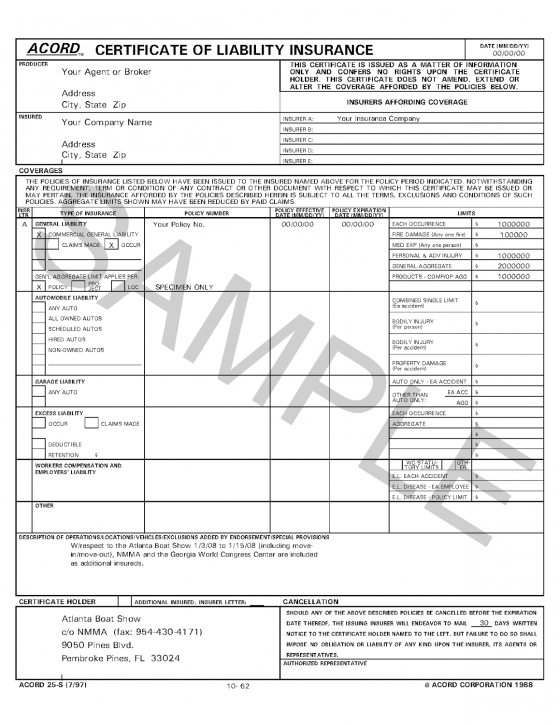 ACORD™ CERTIFICATE OF LIABILITY INSURANCE
DATE (MM/DD/YY)
00/00/00
PRODUCER
Your Agent or Broker
Address
City, State Zip
THIS CERTIFICATE IS ISSUED AS A MATTER OF INFORMATION
ONLY AND CONFERS NO RIGHTS UPON THE CERTIFICATE
HOLDER. THIS CERTIFICATE DOES NOT AMEND, EXTEND OR
ALTER THE COVERAGE AFFORDED BY THE POLICIES BELOW.
INSURERS AFFORDING COVERAGE
INSURED
Your Company Name
Address
City, State Zip
INSURER A: Your Insurance Company
INSURER B:
INSURER C:
INSURER D:
INSURER E:
COVERAGES
THE POLICIES OF INSURANCE LISTED BELOW HAVE BEEN ISSUED TO THE INSURED NAMED ABOVE FOR THE POLICY PERIOD INDICATED. NOTWITHSTANDING
ANY REQUIREMENT, TERM OR CONDITION OF ANY CONTRACT OR OTHER DOCUMENT WITH RESPECT TO WHICH THIS CERTIFICATE MAY BE ISSUED OR
MAY PERTAIN, THE INSURANCE AFFORDED BY THE POLICIES DESCRIBED HEREIN IS SUBJECT TO ALL THE TERMS, EXCLUSIONS AND CONDITIONS OF SUCH
POLICIES. AGGREGATE LIMITS SHOWN MAY HAVE BEEN REDUCED BY PAID CLAIMS.
INSR LTR TYPE OF INSURANCE POLICY NUMBER POLICY EFFECTIVE DATE (MM/DD/YY) POLICY EXPIRATION DATE (MM/DD/YY) LIMITS
A GENERAL LIABILITY Your Policy No. 00/00/00 00/00/00 EACH OCCURRENCE $ 1000000
X COMMERCIAL GENERAL LIABILITY FIRE DAMAGE (Any one fire) $ 100000
CLAIMS MADE X OCCUR MED EXP (Any one person) $
PERSONAL & ADV INJURY $ 1000000
GENERAL AGGREGATE $ 2000000
GEN'L AGGREGATE LIMIT APPLIES PER: PRODUCTS - COMP/OP AGG $ 1000000
X POLICY PRO-JECT LOC SPECIMEN ONLY
AUTOMOBILE LIABILITY
ANY AUTO
ALL OWNED AUTOS
SCHEDULED AUTOS
HIRED AUTOS
NON-OWNED AUTOS
COMBINED SINGLE LIMIT
(Ea accident) $
BODILY INJURY
(Per person) $
BODILY INJURY
(Per accident) $
PROPERTY DAMAGE
(Per accident) $
GARAGE LIABILITY
ANY AUTO
AUTO ONLY - EA ACCIDENT $
OTHER THAN AUTO ONLY: EA ACC $
AGG $
EXCESS LIABILITY
OCCUR CLAIMS MADE
DEDUCTIBLE
RETENTION $
EACH OCCURRENCE $
AGGREGATE $
$
$
$
WORKERS COMPENSATION AND
EMPLOYERS' LIABILITY
WC STATU-TORY LIMITS OTH-ER
E.L. EACH ACCIDENT $
E.L. DISEASE - EA EMPLOYEE $
E.L. DISEASE - POLICY LIMIT $
OTHER
SAMPLE
DESCRIPTION OF OPERATIONS/LOCATIONS/VEHICLES/EXCLUSIONS ADDED BY ENDORSEMENT/SPECIAL PROVISIONS
W/respect to the Atlanta Boat Show 1/3/08 to 1/15/08 (including move-
in/move-out), NMMA and the Georgia World Congress Center are included
as additional insureds.
CERTIFICATE HOLDER ADDITIONAL INSURED; INSURER LETTER:
Atlanta Boat Show
c/o NMMA (fax: 954-430-4171)
9050 Pines Blvd.
Pembroke Pines, FL 33024
CANCELLATION
SHOULD ANY OF THE ABOVE DESCRIBED POLICIES BE CANCELLED BEFORE THE EXPIRATION
DATE THEREOF, THE ISSUING INSURER WILL ENDEAVOR TO MAIL 30 DAYS WRITTEN
NOTICE TO THE CERTIFICATE HOLDER NAMED TO THE LEFT, BUT FAILURE TO DO SO SHALL
IMPOSE NO OBLIGATION OR LIABILITY OF ANY KIND UPON THE INSURER, ITS AGENTS OR
REPRESENTATIVES.
AUTHORIZED REPRESENTATIVE
ACORD 25-S (7/97) 10- 62 © ACORD CORPORATION 1988